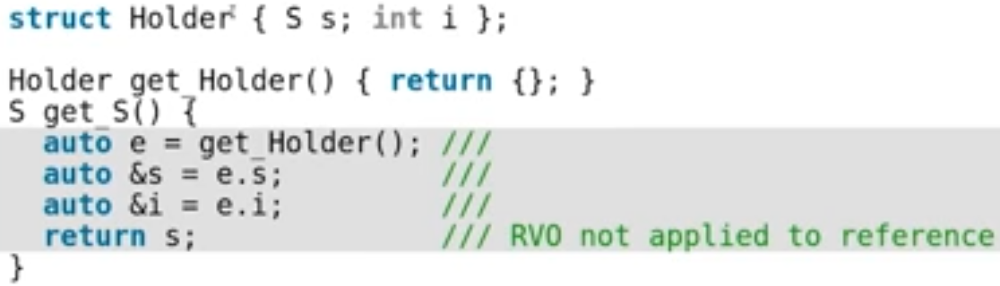 struct Holder { S s; int i };
Holder get_Holder() { return {}; }
S get_S() {
auto e = get_Holder(); ///
auto &s = e.s; ///
auto &i = e.i; ///
return s; /// RVO not applied to reference
}